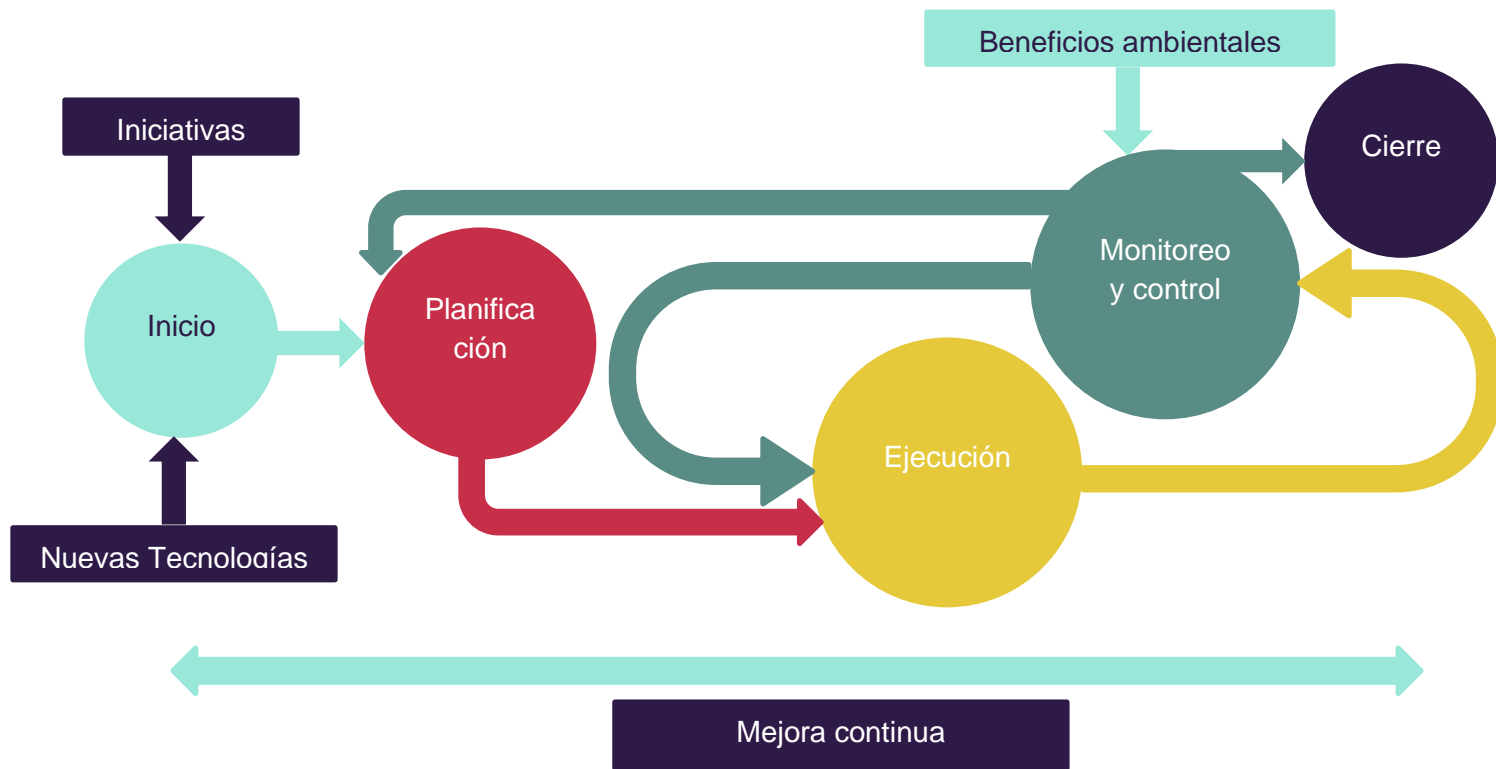 Beneficios ambientales
Iniciativas
Cierre
Monitoreo
y control
Planifica
ción
Inicio
Ejecución
Nuevas Tecnologías
Mejora continua